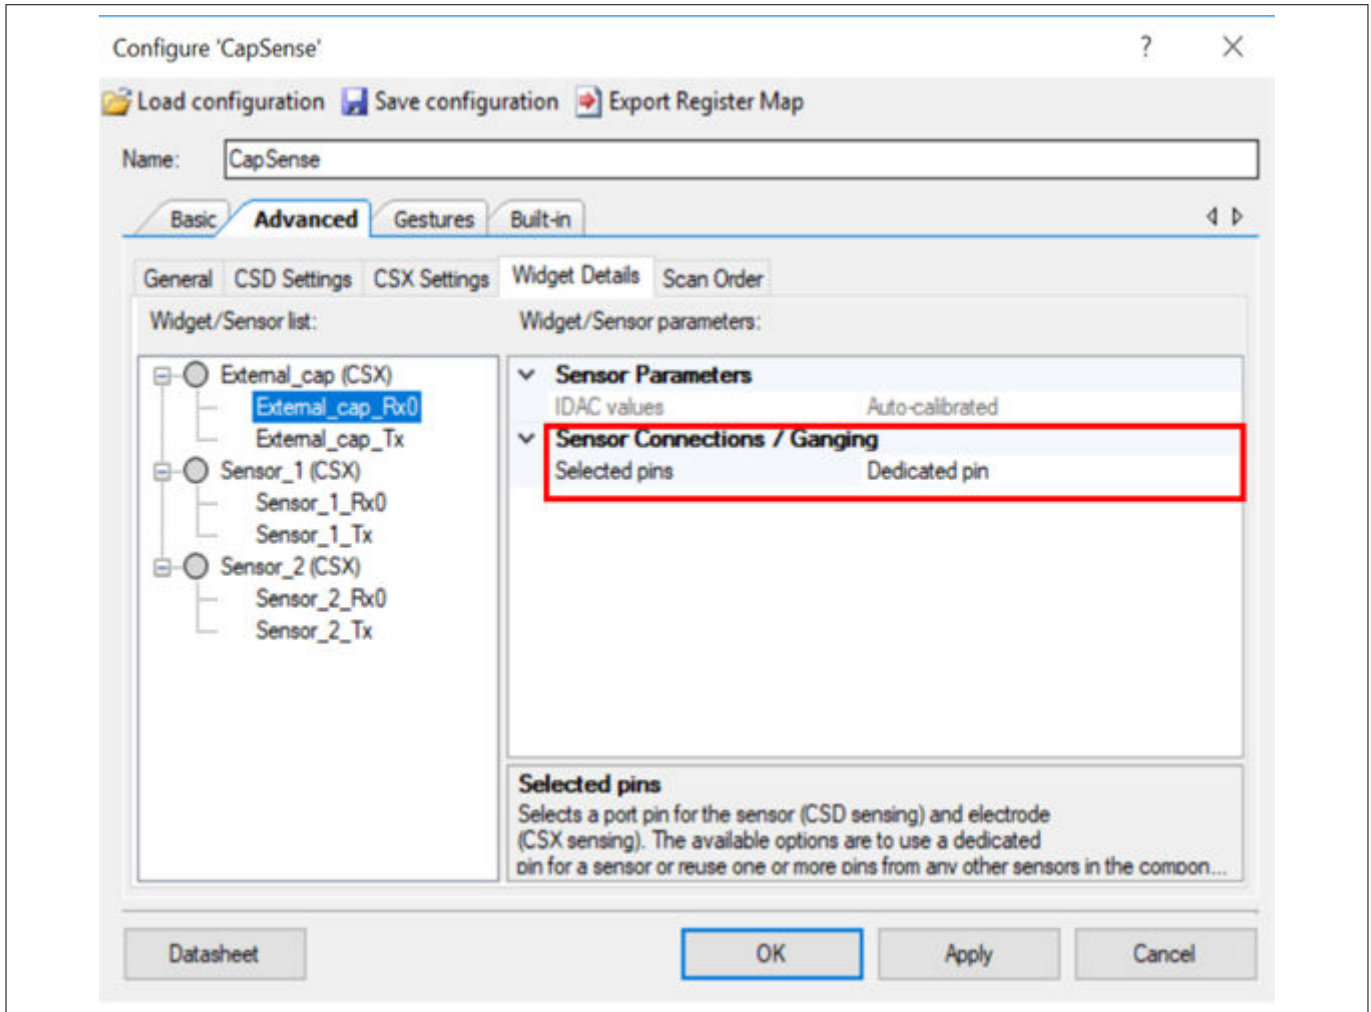 Configure 'CapSense' ?
Load configuration Save configuration Export Register Map
Name: CapSense
Basic Advanced Gestures Built-in
General CSD Settings CSX Settings Widget Details Scan Order
Widget/Sensor list: Widget/Sensor parameters:
External_cap (CSX) Sensor Parameters
External_cap_Rx0 IDAC values Auto-calibrated
External_cap_Tx Sensor Connections / Ganging
Sensor_1 (CSX) Selected pins Dedicated pin
Sensor_1_Rx0
Sensor_1_Tx
Sensor_2 (CSX)
Sensor_2_Rx0
Sensor_2_Tx
Selected pins
Selects a port pin for the sensor (CSD sensing) and electrode
(CSX sensing). The available options are to use a dedicated
pin for a sensor or reuse one or more pins from any other sensors in the compon...
Datasheet OK Apply Cancel